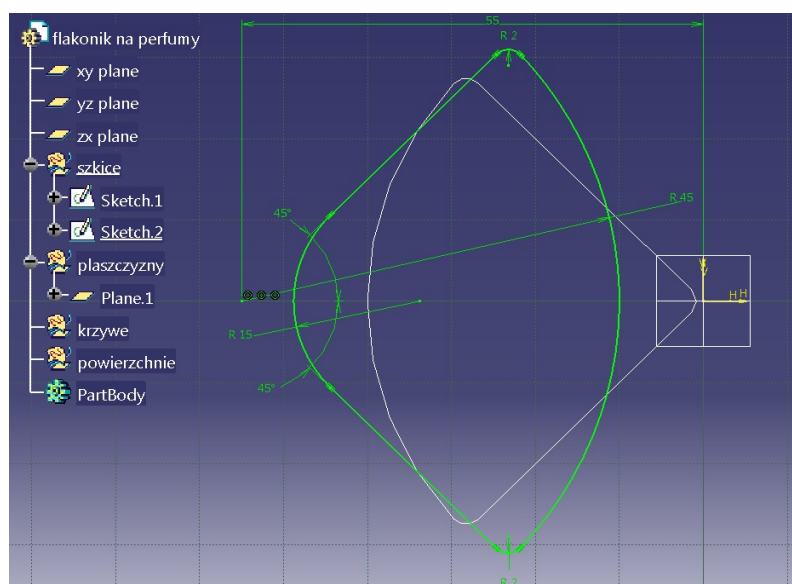 flakonik na perfumy
xy plane
yz plane
zx plane
szkice
Sketch.1
Sketch.2
plaszczyzny
Plane.1
krzywe
powierzchnie
PartBody
55
R 2
45°
R 45
R 15
45°
R 2
H H
V